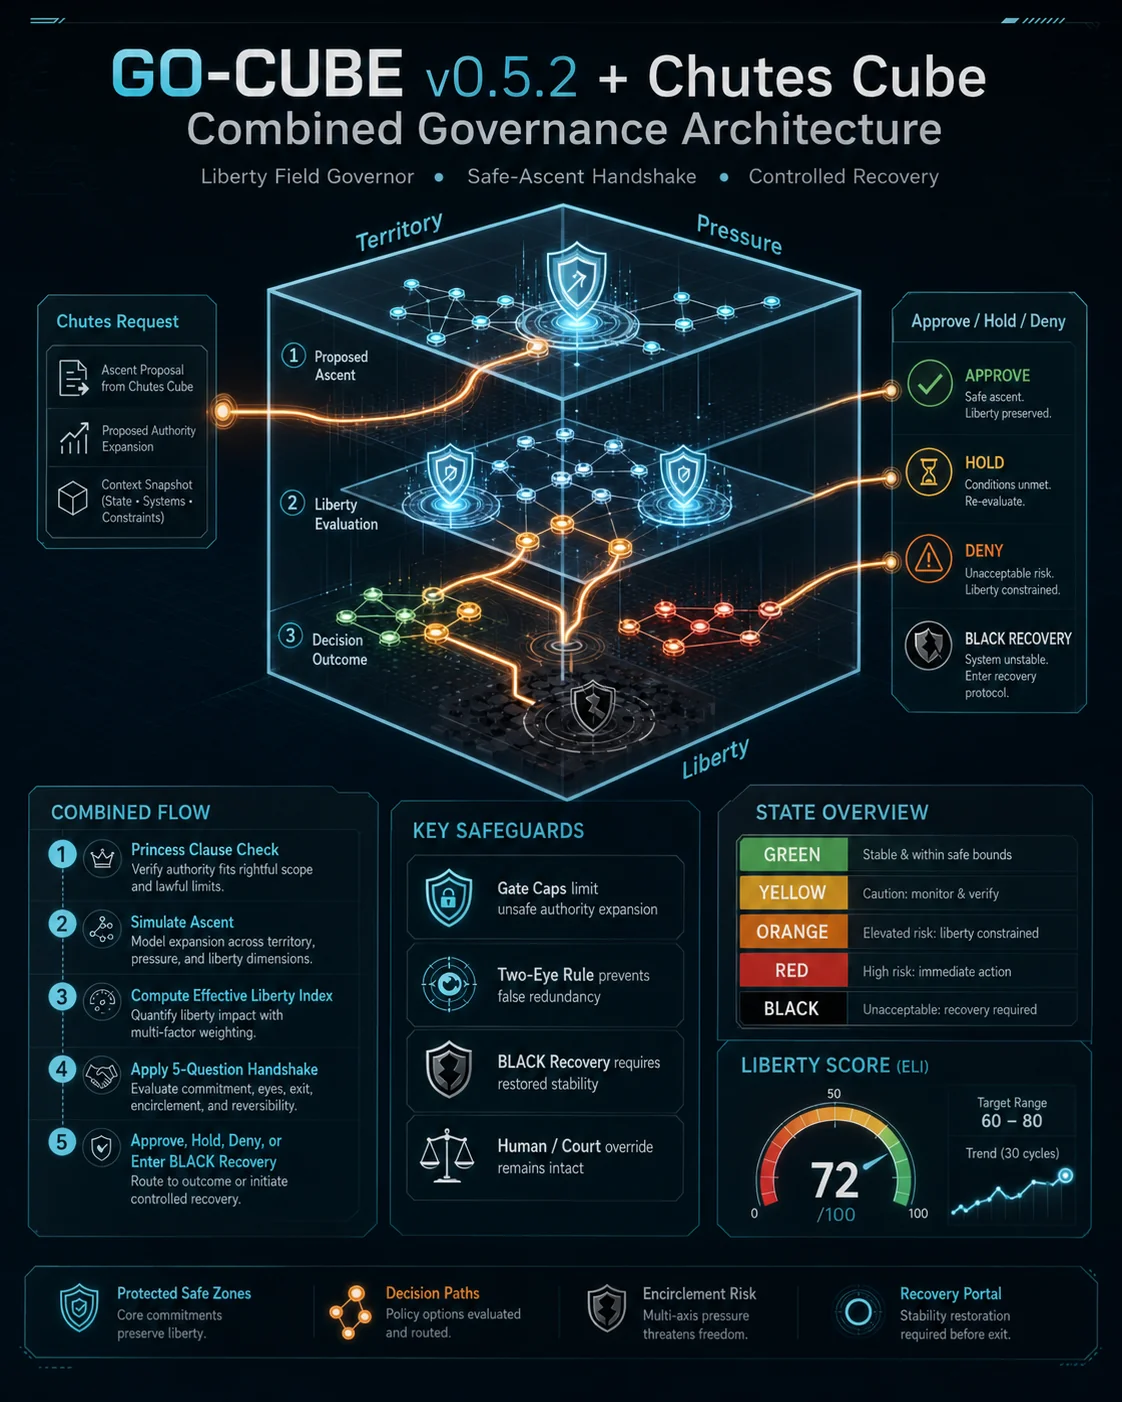 GO-CUBE v0.5.2 + Chutes Cube
Combined Governance Architecture
Liberty Field Governor • Safe-Ascent Handshake • Controlled Recovery
Territory
Pressure
Chutes Request
Ascent Proposal
from Chutes Cube
Proposed Authority
Expansion
Context Snapshot
(State • Systems •
Constraints)
1 Proposed
Ascent
2 Liberty
Evaluation
3 Decision
Outcome
Liberty
Approve / Hold / Deny
APPROVE
Safe ascent.
Liberty preserved.
HOLD
Conditions unmet.
Re-evaluate.
DENY
Unacceptable risk.
Liberty constrained.
BLACK RECOVERY
System unstable.
Enter recovery
protocol.
COMBINED FLOW
1 Princess Clause Check
Verify authority fits rightful scope
and lawful limits.
2 Simulate Ascent
Model expansion across territory,
pressure, and liberty dimensions.
3 Compute Effective Liberty Index
Quantify liberty impact with
multi-factor weighting.
4 Apply 5-Question Handshake
Evaluate commitment, eyes, exit,
encirclement, and reversibility.
5 Approve, Hold, Deny, or
Enter BLACK Recovery
Route to outcome or initiate
controlled recovery.
KEY SAFEGUARDS
Gate Caps limit
unsafe authority expansion
Two-Eye Rule prevents
false redundancy
BLACK Recovery requires
restored stability
Human / Court override
remains intact
STATE OVERVIEW
GREEN Stable & within safe bounds
YELLOW Caution: monitor & verify
ORANGE Elevated risk: liberty constrained
RED High risk: immediate action
BLACK Unacceptable: recovery required
LIBERTY SCORE (ELI)
50
72
/100
0
100
Target Range
60 – 80
Trend (30 cycles)
Protected Safe Zones
Core commitments
preserve liberty.
Decision Paths
Policy options evaluated
and routed.
Encirclement Risk
Multi-axis pressure
threatens freedom.
Recovery Portal
Stability restoration
required before exit.